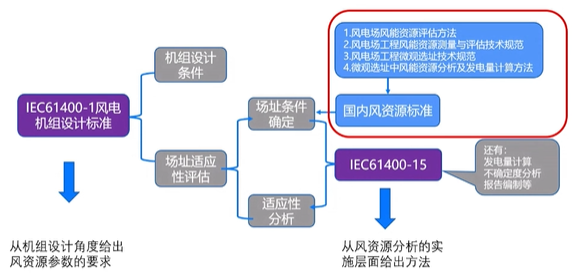 1.风电场风能资源评估方法
2.风电场工程风能资源测量与评估技术规范
3.风电场工程微观选址技术规范
4.微观选址中风能资源分析及发电量计算方法
机组设计
条件
IEC61400-1风电
机组设计标准
场址条件
确定
国内风资源标准
场址适应
性评估
IEC61400-15
还有：
发电量计算
不确定度分析
报告编制等
适应性
分析
从机组设计角度给出
风资源参数的要求
从风资源分析的实
施层面给出方法